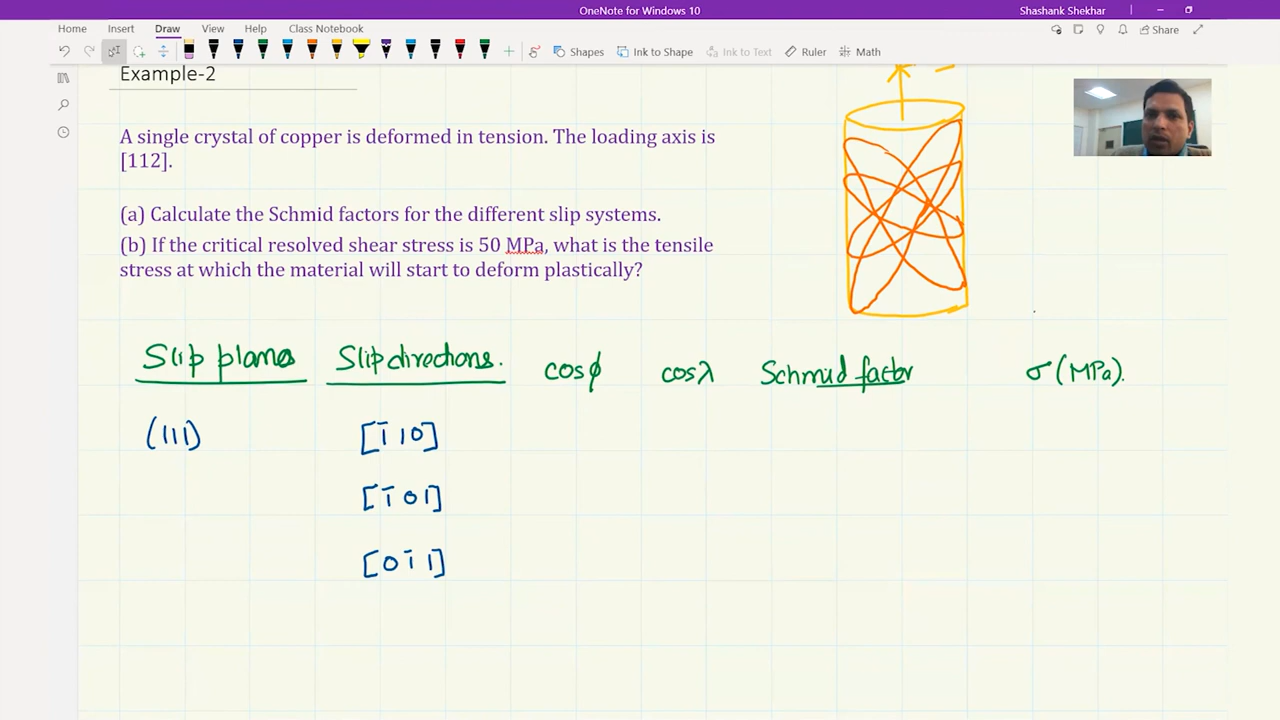 OneNote for Windows 10
Shashank Shekhar
Home Insert Draw View Help Class Notebook
Share
Shapes Ink to Shape Ink to Text Ruler Math
Example-2
A single crystal of copper is deformed in tension. The loading axis is
[112].
(a) Calculate the Schmid factors for the different slip systems.
(b) If the critical resolved shear stress is 50 MPa, what is the tensile
stress at which the material will start to deform plastically?
Slip plane Slip directions. cosϕ cosλ Schmid factor σ (MPa).
(111) [1̅10]
[1̅01]
[01̅1]